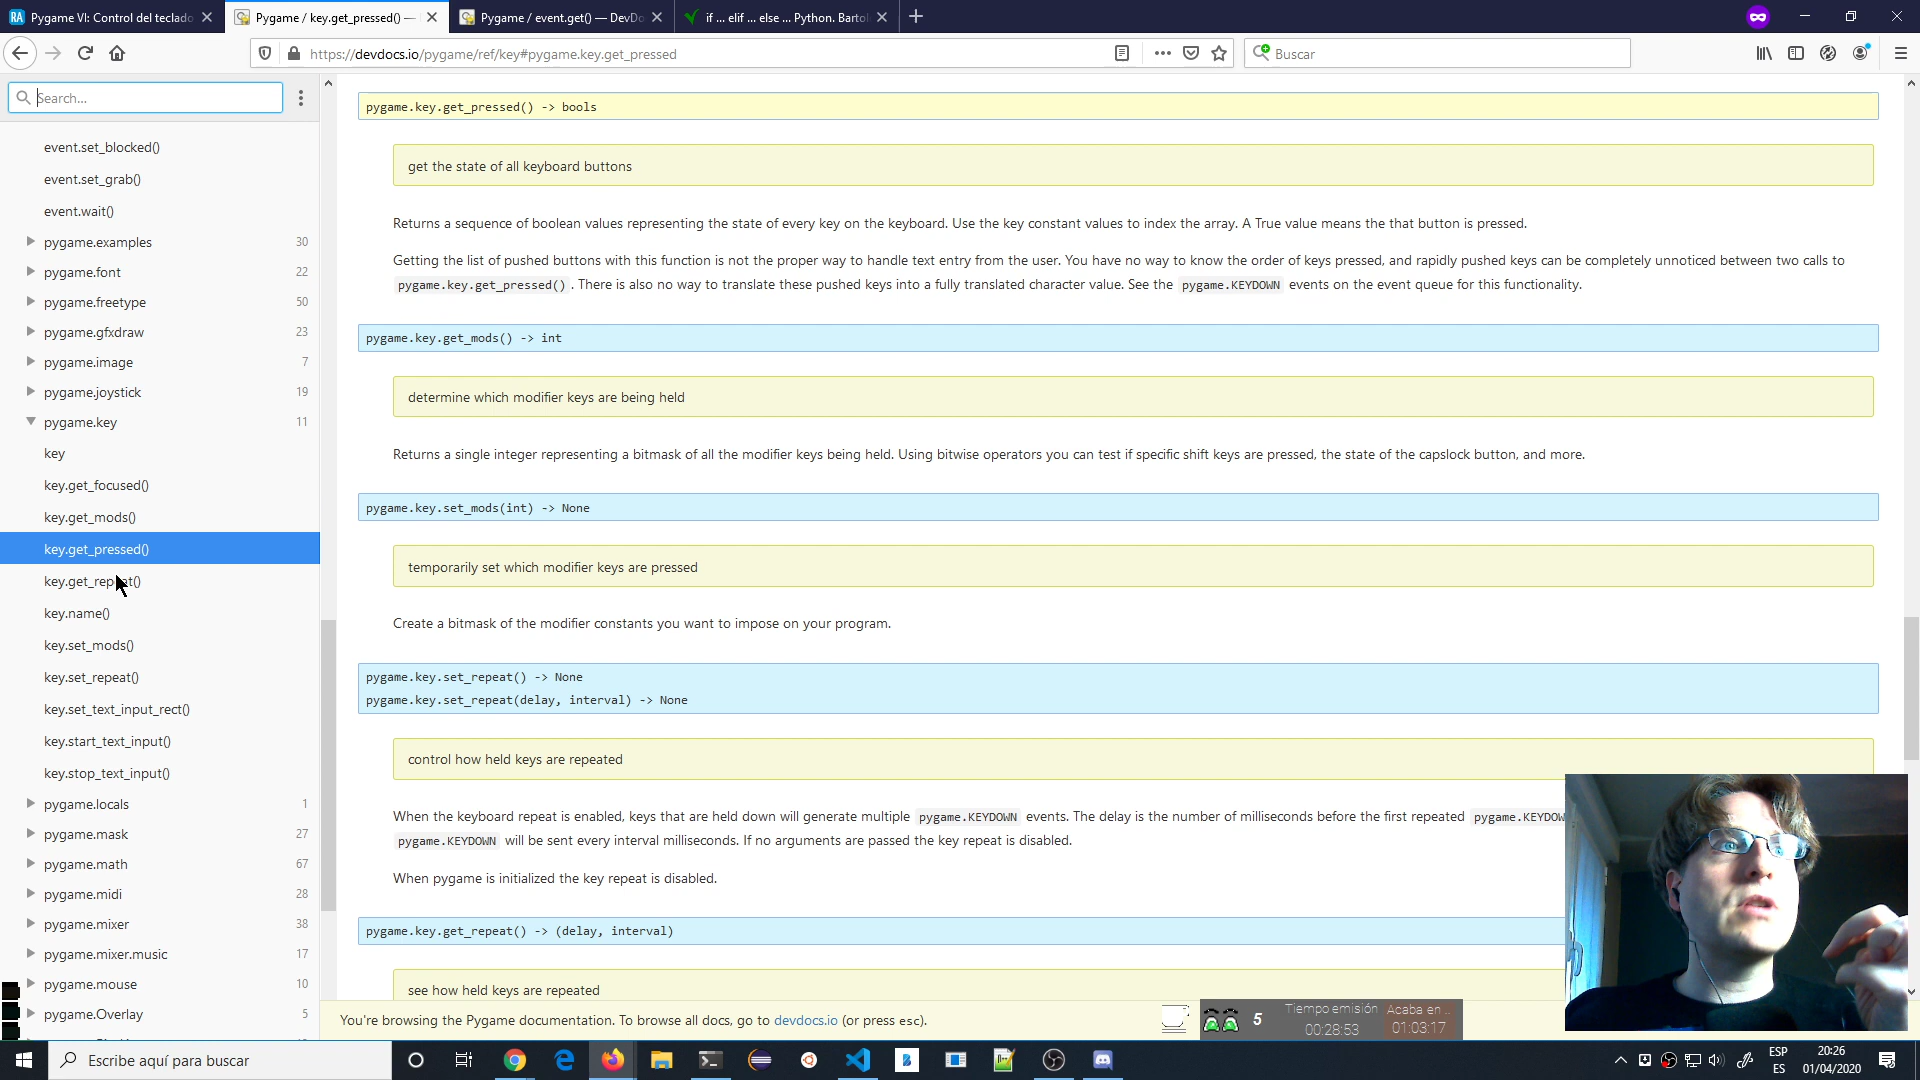 Pygame VI: Control del teclado
Pygame / key.get_pressed() —
Pygame / event.get() — DevDo
if ... elif ... else ... Python. Bartol
https://devdocs.io/pygame/ref/key#pygame.key.get_pressed
Buscar
Search...
event.set_blocked()
event.set_grab()
event.wait()
pygame.examples 30
pygame.font 22
pygame.freetype 50
pygame.gfxdraw 23
pygame.image 7
pygame.joystick 19
pygame.key 11
key
key.get_focused()
key.get_mods()
key.get_pressed()
key.get_repeat()
key.name()
key.set_mods()
key.set_repeat()
key.set_text_input_rect()
key.start_text_input()
key.stop_text_input()
pygame.locals 1
pygame.mask 27
pygame.math 67
pygame.midi 28
pygame.mixer 38
pygame.mixer.music 17
pygame.mouse 10
pygame.Overlay 5
pygame.key.get_pressed() -> bools
get the state of all keyboard buttons
Returns a sequence of boolean values representing the state of every key on the keyboard. Use the key constant values to index the array. A True value means the that button is pressed.
Getting the list of pushed buttons with this function is not the proper way to handle text entry from the user. You have no way to know the order of keys pressed, and rapidly pushed keys can be completely unnoticed between two calls to
pygame.key.get_pressed() . There is also no way to translate these pushed keys into a fully translated character value. See the pygame.KEYDOWN events on the event queue for this functionality.
pygame.key.get_mods() -> int
determine which modifier keys are being held
Returns a single integer representing a bitmask of all the modifier keys being held. Using bitwise operators you can test if specific shift keys are pressed, the state of the capslock button, and more.
pygame.key.set_mods(int) -> None
temporarily set which modifier keys are pressed
Create a bitmask of the modifier constants you want to impose on your program.
pygame.key.set_repeat() -> None
pygame.key.set_repeat(delay, interval) -> None
control how held keys are repeated
When the keyboard repeat is enabled, keys that are held down will generate multiple pygame.KEYDOWN events. The delay is the number of milliseconds before the first repeated pygame.KEYDOW
pygame.KEYDOWN will be sent every interval milliseconds. If no arguments are passed the key repeat is disabled.
When pygame is initialized the key repeat is disabled.
pygame.key.get_repeat() -> (delay, interval)
see how held keys are repeated
You're browsing the Pygame documentation. To browse all docs, go to devdocs.io (or press esc).
5
Tiempo emisión
00:28:53
Acaba en ..
01:03:17
Escribe aquí para buscar
ESP
ES
20:26
01/04/2020